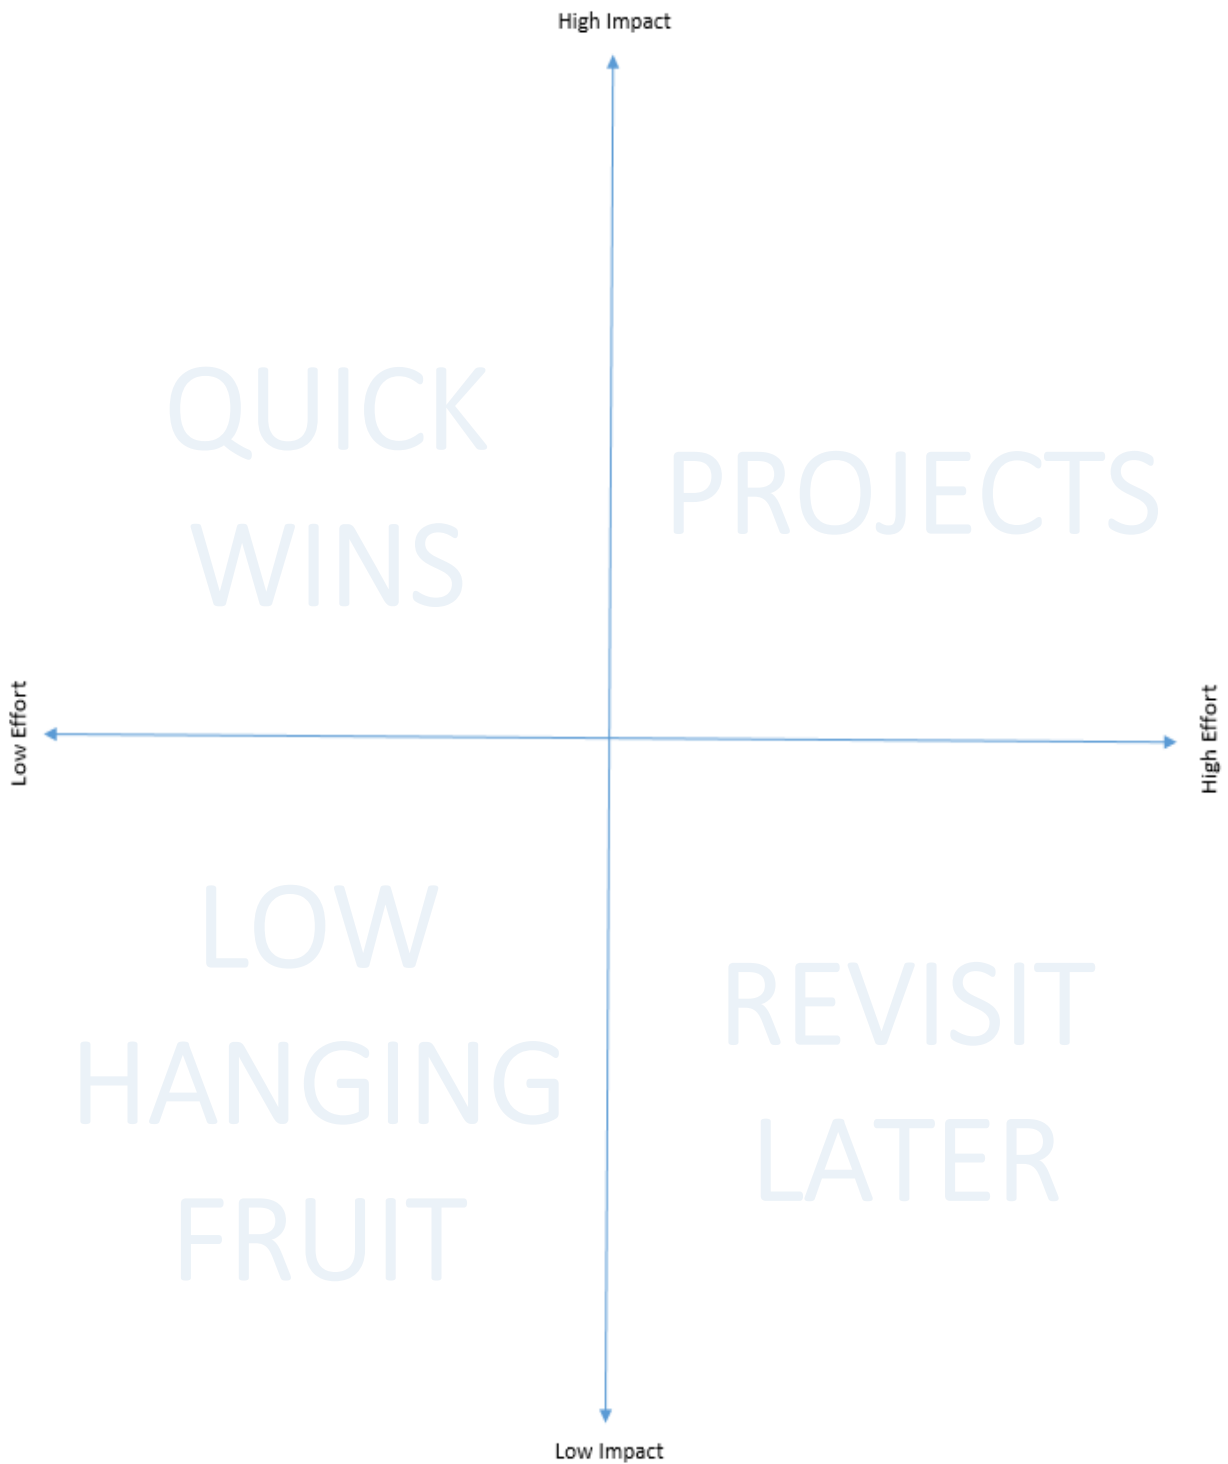 High Impact
QUICK
WINS
PROJECTS
Low Effort
High Effort
LOW
HANGING
FRUIT
REVISIT
LATER
Low Impact